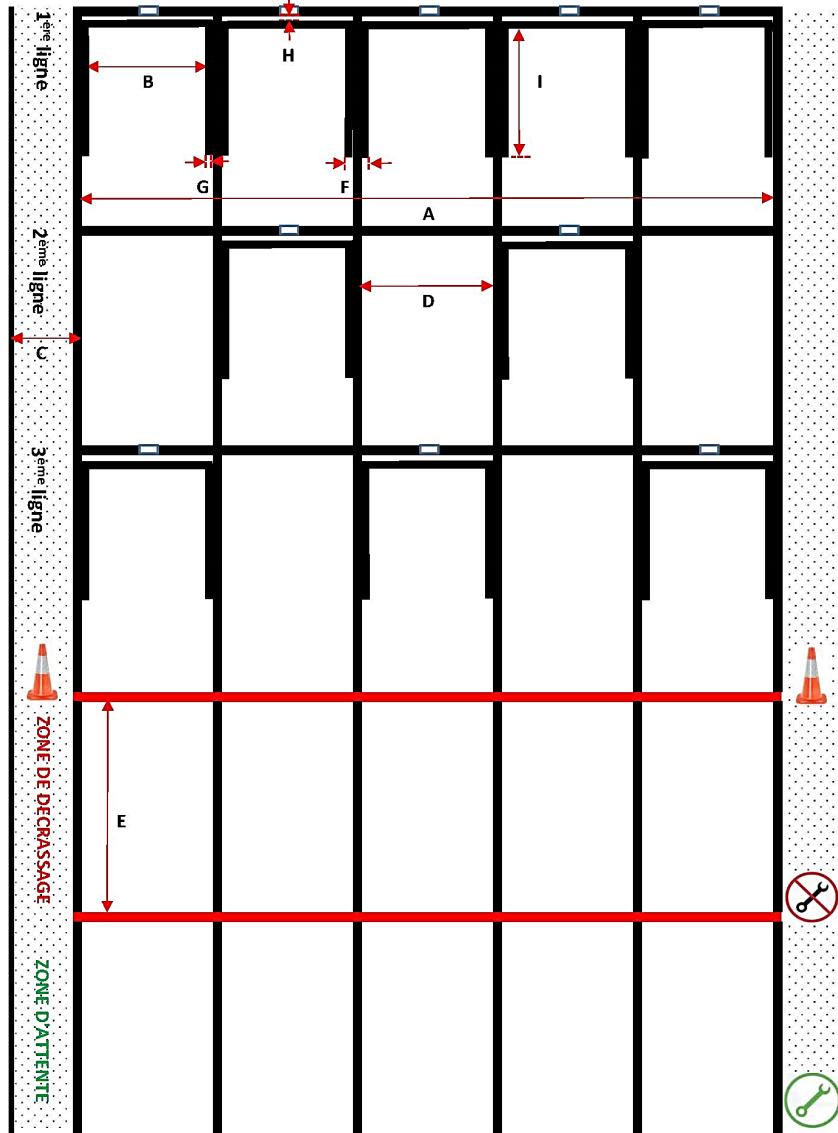 1ère ligne
H
B
I
G
F
A
2ème ligne
D
C
3ème ligne
ZONE DE DECRASSAGE
E
ZONE D'ATTENTE